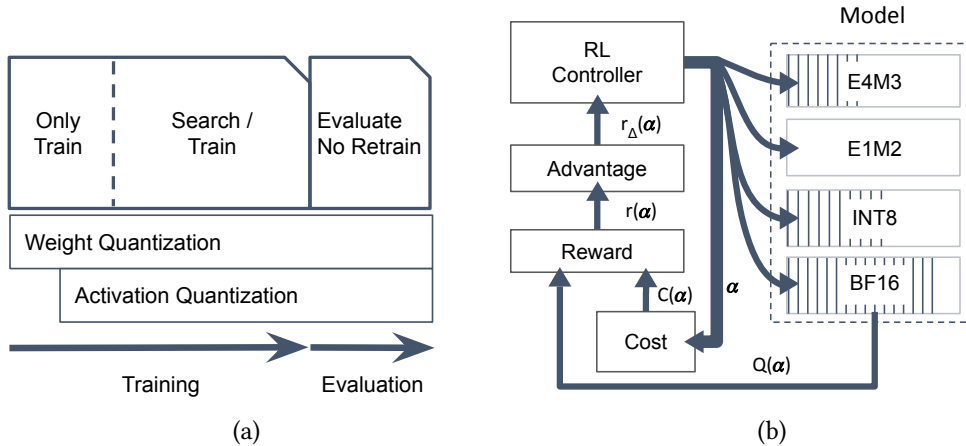 Only
Train
Search /
Train
Evaluate
No Retrain
Weight Quantization
Activation Quantization
Training
Evaluation
(a)
Model
RL
Controller
r_Δ(α)
Advantage
r(α)
Reward
C(α)
Cost
α
Q(α)
E4M3
E1M2
INT8
BF16
(b)